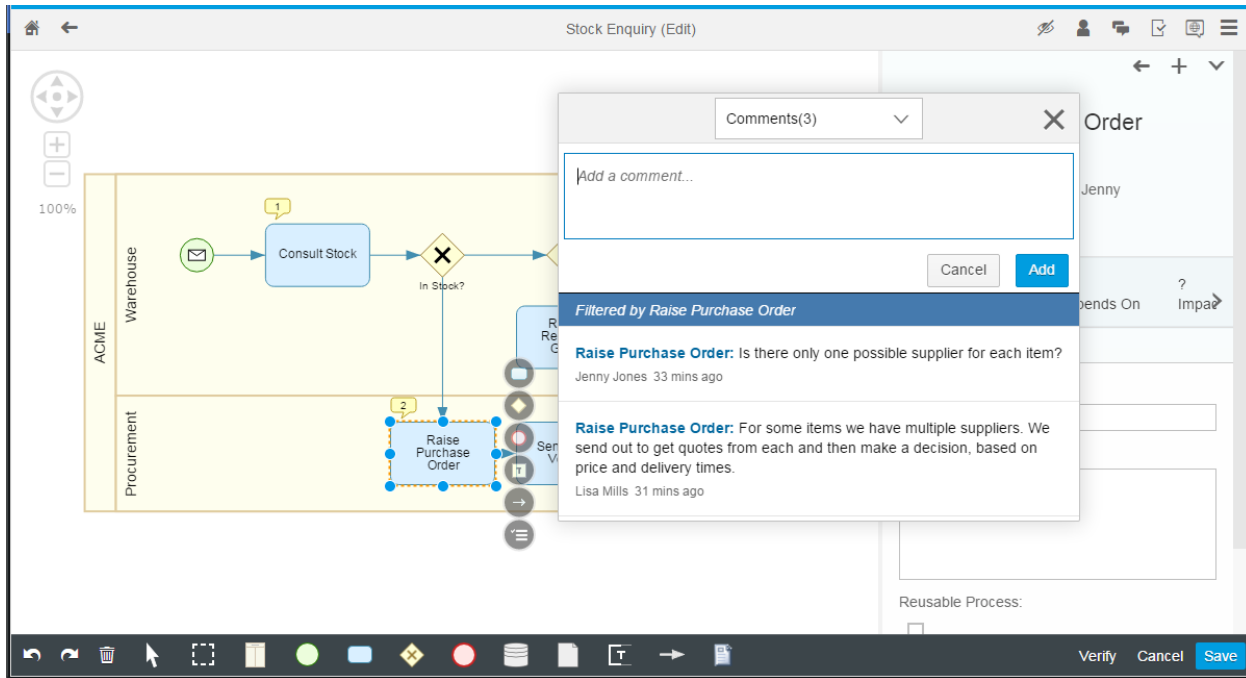 Stock Enquiry (Edit)
Comments(3)
Order
Add a comment...
Jenny
100%
1
Consult Stock
In Stock?
Cancel
Add
?
Impac
Filtered by Raise Purchase Order
Warehouse
ACME
Raise Purchase Order: Is there only one possible supplier for each item?
Jenny Jones 33 mins ago
2
Raise
Purchase
Order
Procurement
Raise Purchase Order: For some items we have multiple suppliers. We
send out to get quotes from each and then make a decision, based on
price and delivery times.
Lisa Mills 31 mins ago
T
Reusable Process:
T
Verify
Cancel
Save